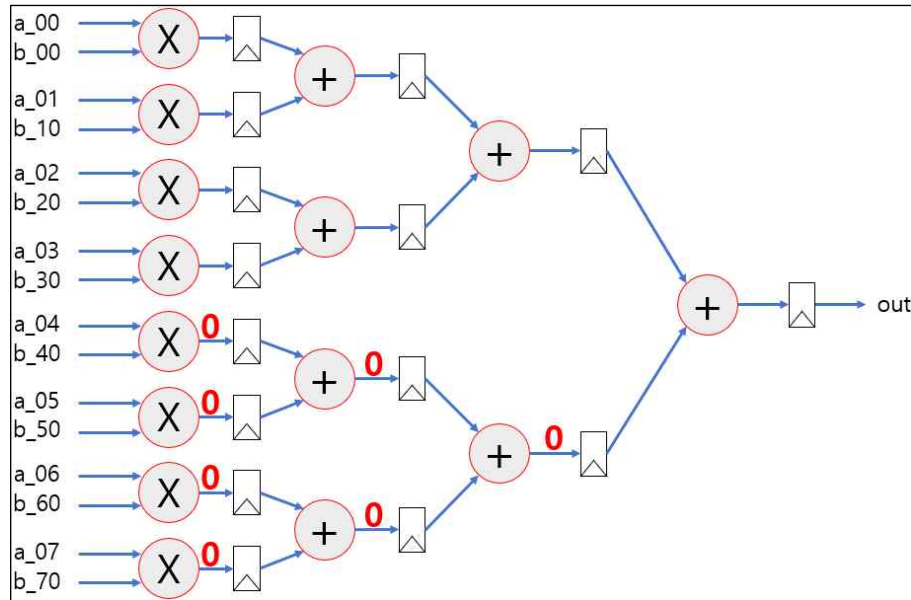 a_00
b_00
X
+
a_01
b_10
X
+
a_02
b_20
X
+
a_03
b_30
X
+
out
a_04
b_40
X
0
+
0
a_05
b_50
X
0
+
0
a_06
b_60
X
0
+
0
a_07
b_70
X
0